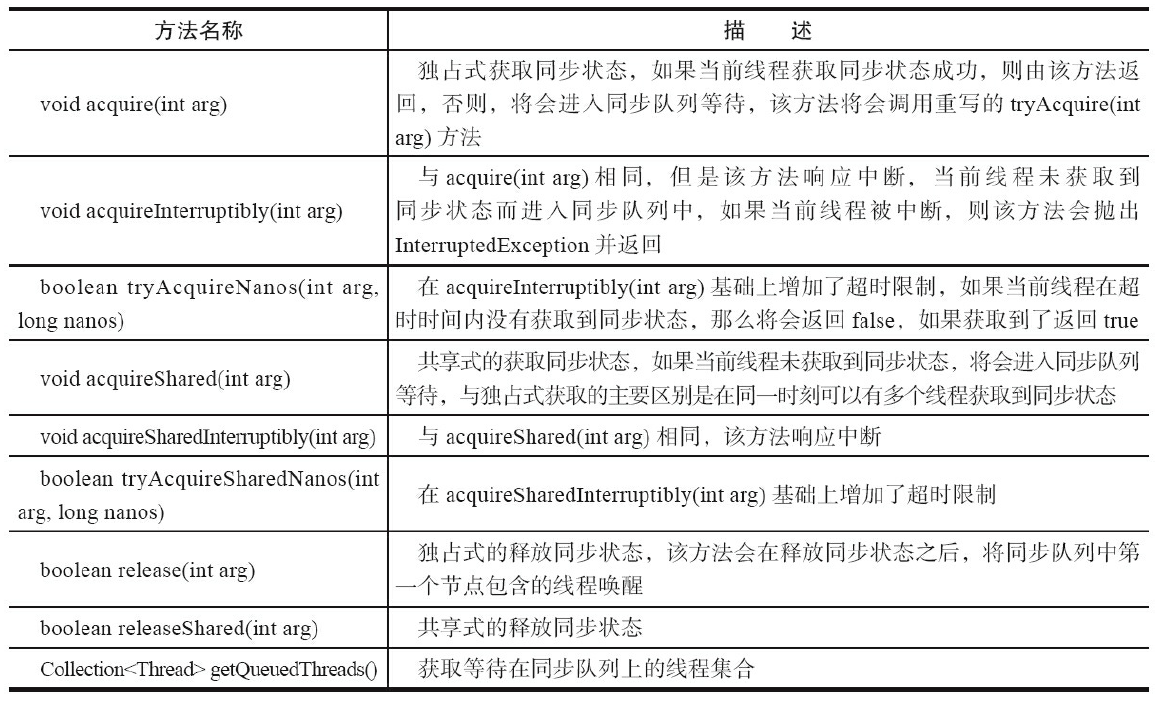 方法名称
描 述
void acquire(int arg)
独占式获取同步状态，如果当前线程获取同步状态成功，则由该方法返
回，否则，将会进入同步队列等待，该方法将会调用重写的 tryAcquire(int
arg) 方法
void acquireInterruptibly(int arg)
与 acquire(int arg) 相同，但是该方法响应中断，当前线程未获取到
同步状态而进入同步队列中，如果当前线程被中断，则该方法会抛出
InterruptedException 并返回
boolean tryAcquireNanos(int arg,
long nanos)
在 acquireInterruptibly(int arg) 基础上增加了超时限制，如果当前线程在超
时时间内没有获取到同步状态，那么将会返回 false，如果获取到了返回 true
void acquireShared(int arg)
共享式的获取同步状态，如果当前线程未获取到同步状态，将会进入同步队列
等待，与独占式获取的主要区别是在同一时刻可以有多个线程获取到同步状态
void acquireSharedInterruptibly(int arg)
与 acquireShared(int arg) 相同，该方法响应中断
boolean tryAcquireSharedNanos(int
arg, long nanos)
在 acquireSharedInterruptibly(int arg) 基础上增加了超时限制
boolean release(int arg)
独占式的释放同步状态，该方法会在释放同步状态之后，将同步队列中第
一个节点包含的线程唤醒
boolean releaseShared(int arg)
共享式的释放同步状态
Collection<Thread> getQueuedThreads()
获取等待在同步队列上的线程集合